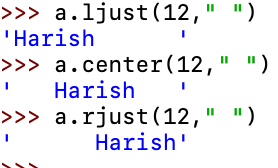 >>> a.ljust(12," ")
'Harish      '
>>> a.center(12," ")
'   Harish   '
>>> a.rjust(12," ")
'      Harish'
>>>